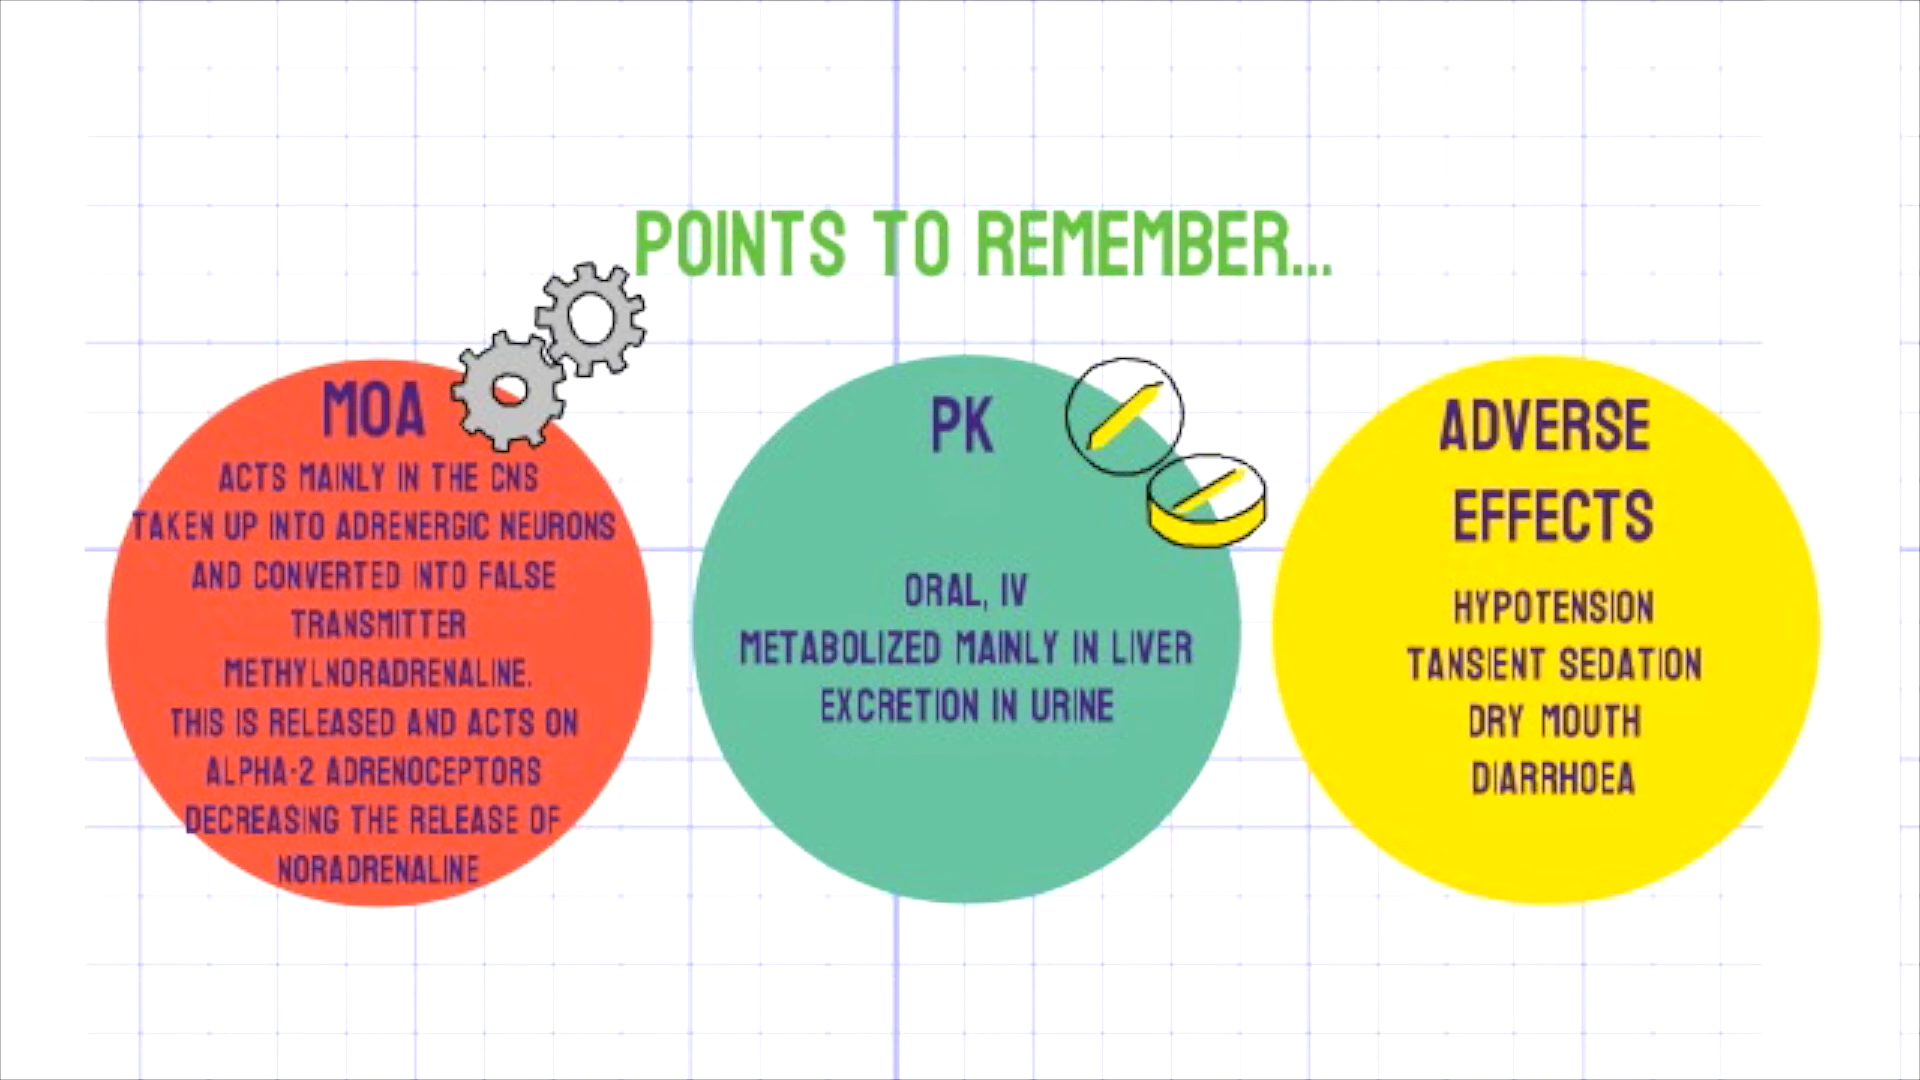 POINTS TO REMEMBER...
MOA
ACTS MAINLY IN THE CNS
TAKEN UP INTO ADRENERGIC NEURONS
AND CONVERTED INTO FALSE
TRANSMITTER
METHYLNORADRENALINE.
THIS IS RELEASED AND ACTS ON
ALPHA-2 ADRENOCEPTORS
DECREASING THE RELEASE OF
NORADRENALINE
PK
ORAL, IV
METABOLIZED MAINLY IN LIVER
EXCRETION IN URINE
ADVERSE
EFFECTS
HYPOTENSION
TANSIENT SEDATION
DRY MOUTH
DIARRHOEA